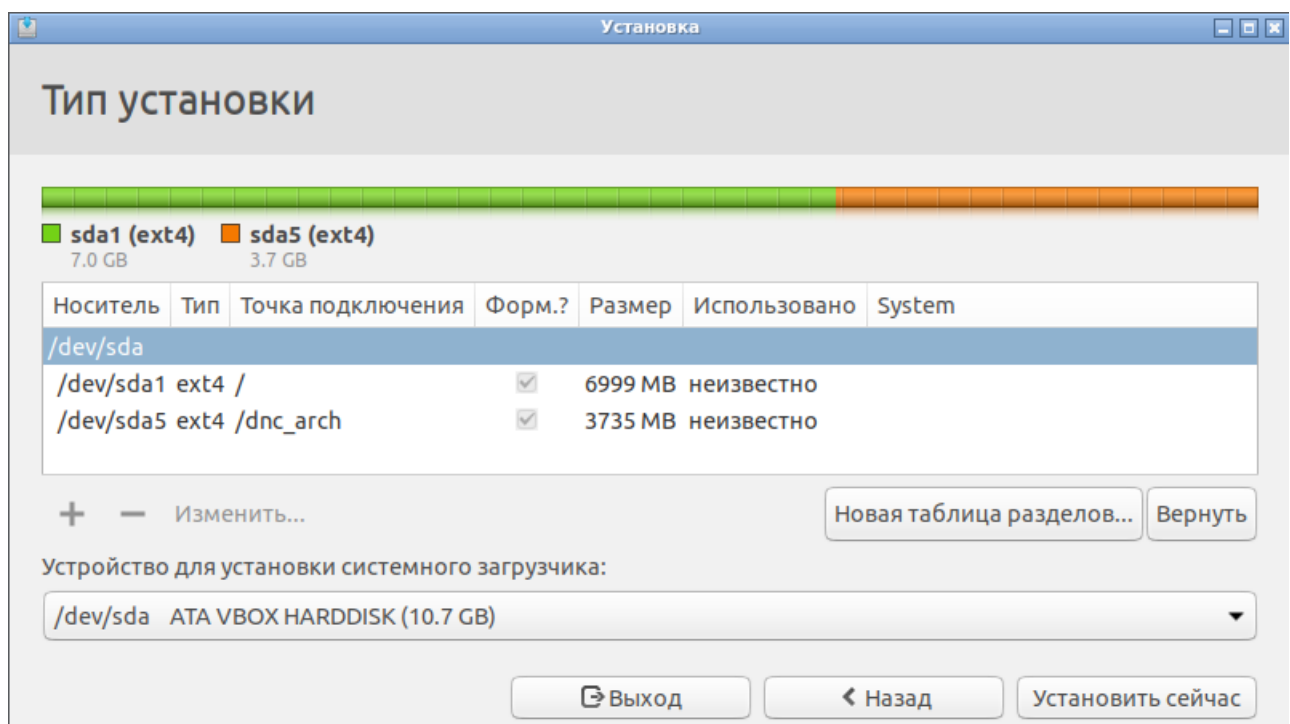 Установка
Тип установки
sda1 (ext4) sda5 (ext4)
7.0 GB 3.7 GB
Носитель Тип Точка подключения Форм.? Размер Использовано System
/dev/sda
/dev/sda1 ext4 / 6999 MB неизвестно
/dev/sda5 ext4 /dnc_arch 3735 MB неизвестно
+ — Изменить... Новая таблица разделов... Вернуть
Устройство для установки системного загрузчика:
/dev/sda ATA VBOX HARDDISK (10.7 GB)
Выход Назад Установить сейчас